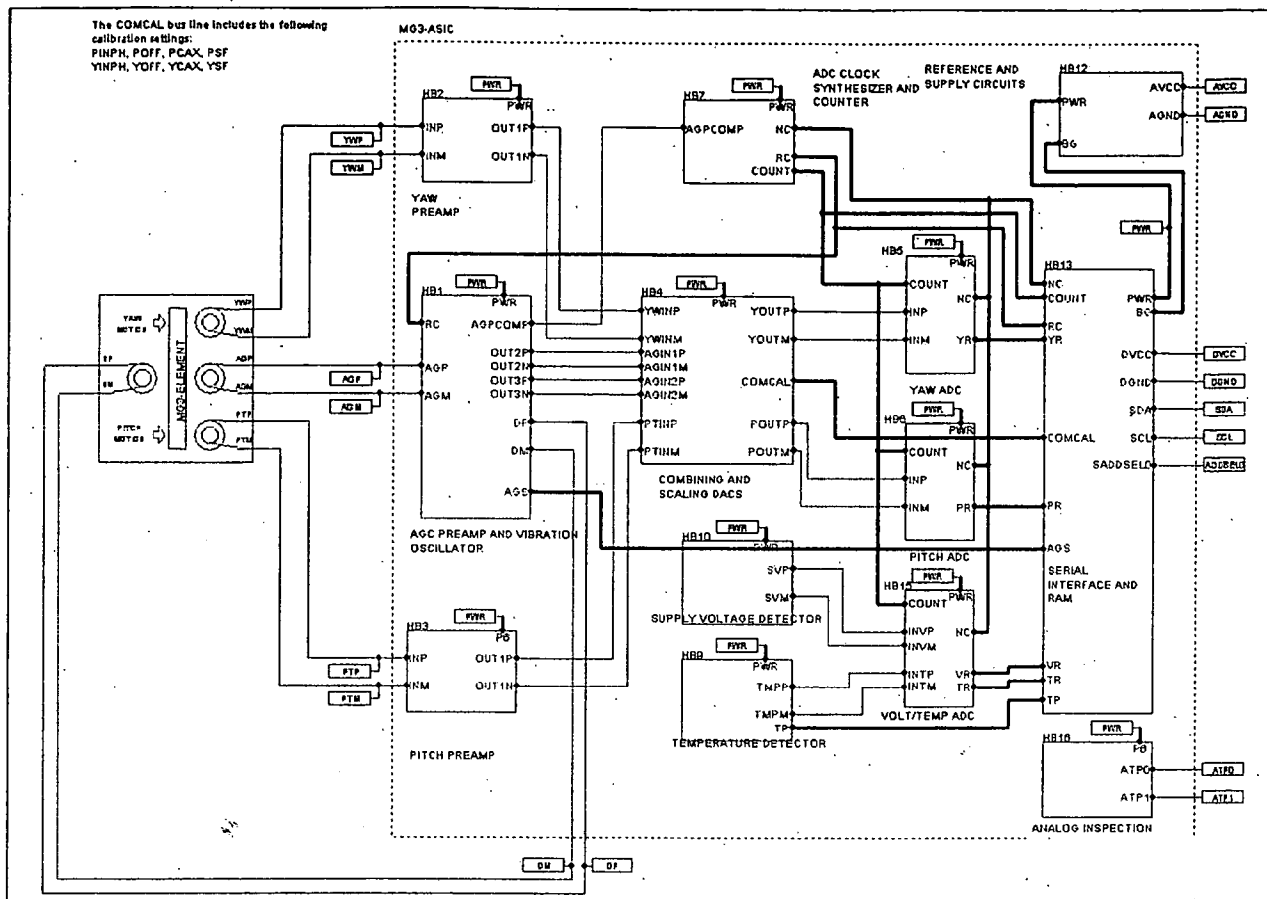 The COMCAL bus line includes the following
calibration settings:
PINPH, POFF, PCAX, PSF
YINPH, YOFF, YCAX, YSF
MG3-ASIC
HB2
PWR
PWR
INP
INM
OUT1P
OUT1N
YAW
PREAMP
YWP
YWM
HB7
PWR
PWR
AGPCOMP
NC
RC
COUNT
ADC CLOCK
SYNTHESIZER AND
COUNTER
REFERENCE AND
SUPPLY CIRCUITS
HB12
PWR
BG
AVCC
AGND
AVCC
AGND
PWR
YAW
MOTION
PITCH
MOTION
MG3-ELEMENT
YWP
YWM
AGP
AGM
PTP
PTM
AGP
AGM
HB1
PWR
PWR
RC
AGP
AGM
AGPCOMP
OUT2P
OUT2N
OUT3P
OUT3N
DP
DM
AGS
AGC PREAMP AND VIBRATION
OSCILLATOR
HB4
PWR
PWR
YWINP
YWINM
AGIN1P
AGIN1M
AGIN2P
AGIN2M
PTINP
PTINM
YOUTP
YOUTM
COMCAL
POUTP
POUTM
COMBINING AND
SCALING DACS
HB5
PWR
PWR
COUNT
INP
INM
NC
YR
YAW ADC
HB6
PWR
PWR
COUNT
INP
INM
NC
PR
PITCH ADC
HB13
NC
COUNT
RC
YR
COMCAL
PR
AGS
SERIAL
INTERFACE AND
RAM
VR
TR
TP
PWR
DVCC
DGND
SDA
SCL
SADDSEL0
DVCC
DGND
SDA
SCL
HB10
PWR
PWR
SVP
SVM
SUPPLY VOLTAGE DETECTOR
HB9
PWR
PWR
TMPP
TMPM
TP
TEMPERATURE DETECTOR
PWR
PWR
COUNT
INVP
INVM
INTP
INTM
NC
VR
TR
VOLT/TEMP ADC
HB3
PWR
INP
INM
OUT1P
OUT1N
PITCH PREAMP
PTP
PTM
HB16
PWR
ATP0
ATP1
ATP0
ATP1
ANALOG INSPECTION
DM
DP